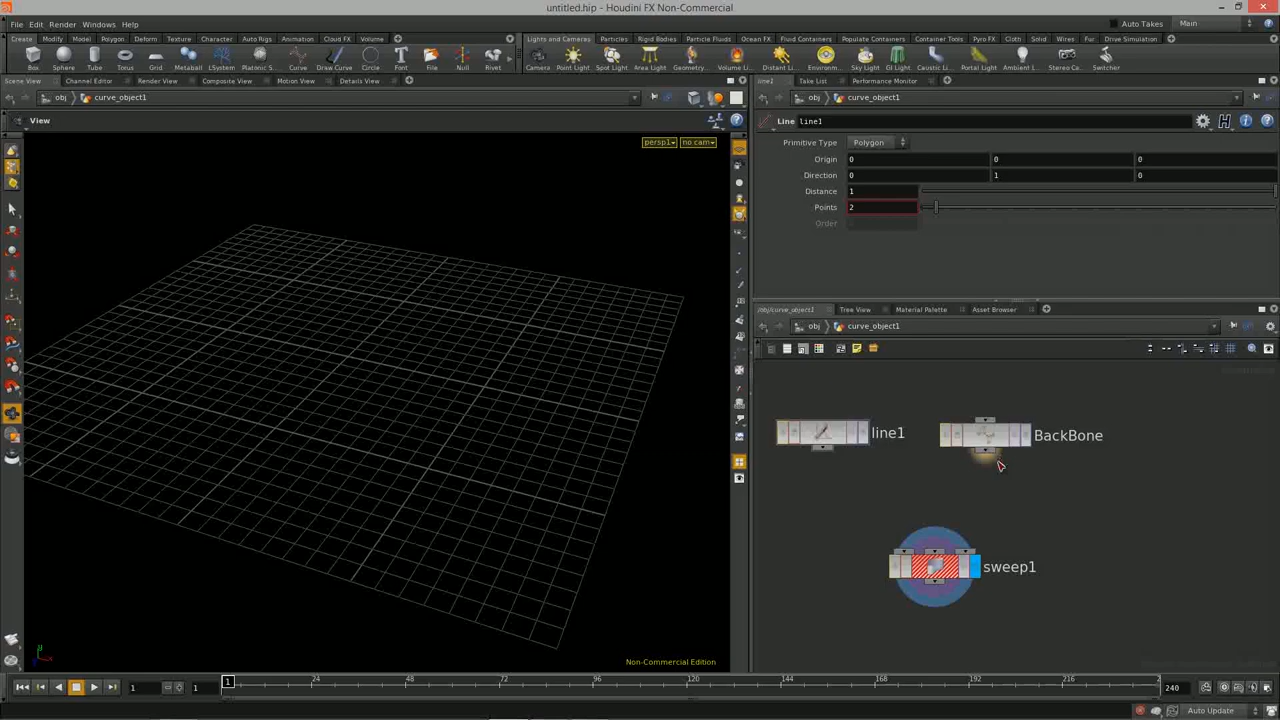 untitled.hip - Houdini FX Non-Commercial
File Edit Render Windows Help
Auto Takes Main
Create Modify Model Polygon Deform Texture Character Auto Rigs Animation Cloud FX Volume
Lights and Cameras Particles Rigid Bodies Particle Fluids Ocean FX Fluid Containers Populate Containers Container Tools Pyro FX Cloth Solid Wires Fur Drive Simulation
Box Sphere Tube Torus Grid Metaball LSystem Platonic S... Curve Draw Curve Circle Font File Null Rivet
Camera Point Light Spot Light Area Light Geometry... Volume Li... Distant Li... Environm... Sky Light GI Light Caustic Li... Portal Light Ambient L... Stereo Ca... Switcher
Scene View Channel Editor Render View Composite View Motion View Details View
line1 Take List Performance Monitor
obj curve_object1
obj curve_object1
View
persp1 no cam
Line line1
Primitive Type Polygon
Origin 0 0 0
Direction 0 1 0
Distance 1
Points 2
Order
/obj/curve_object1 Tree View Material Palette Asset Browser
obj curve_object1
line1
BackBone
sweep1
Non-Commercial Edition
1 1 1 24 48 72 96 120 144 168 192 216 2 240
Auto Update